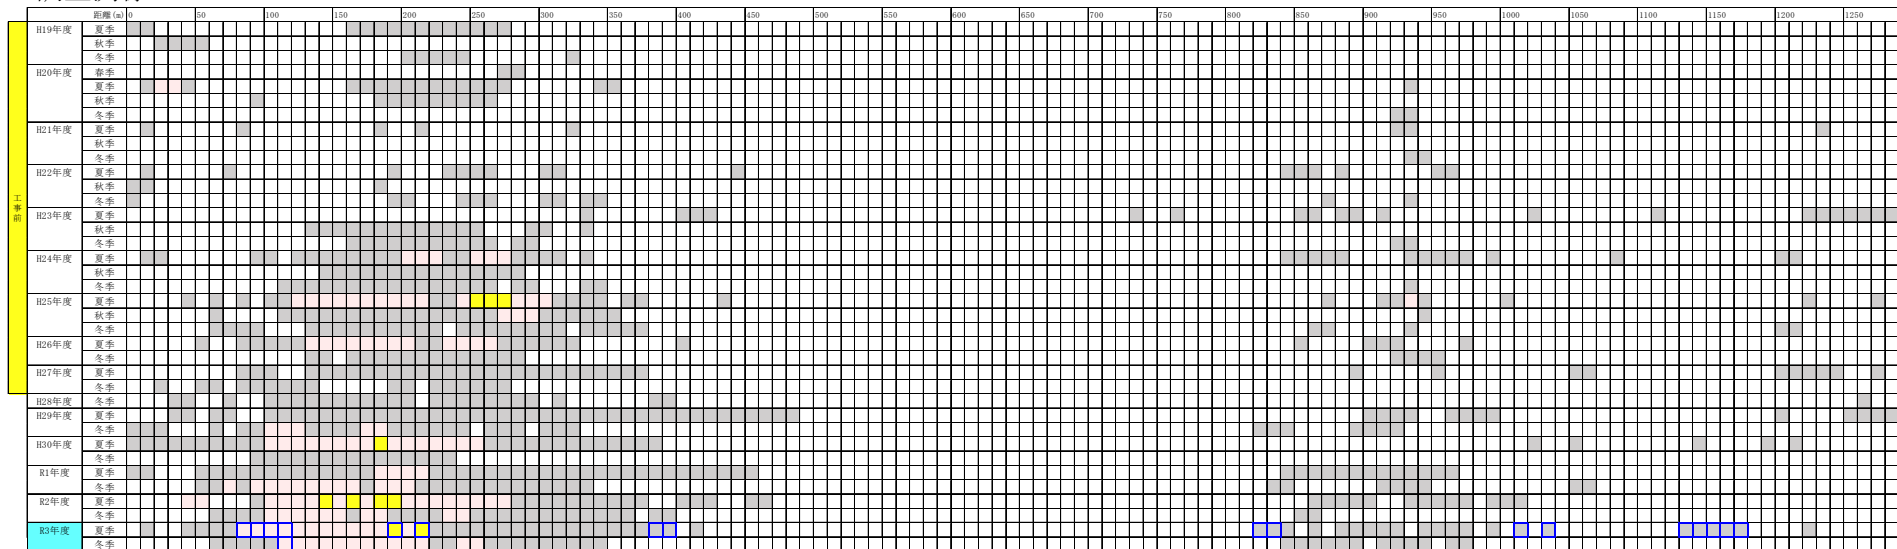 距離(m) 0 50 100 150 200 250 300 350 400 450 500 550 600 650 700 750 800 850 900 950 1000 1050 1100 1150 1200 1250
工事前
H19年度 夏季
秋季
冬季
H20年度 春季
夏季
秋季
冬季
H21年度 夏季
秋季
冬季
H22年度 夏季
秋季
冬季
H23年度 夏季
秋季
冬季
H24年度 夏季
秋季
冬季
H25年度 夏季
秋季
冬季
H26年度 夏季
冬季
H27年度 夏季
冬季
H28年度 冬季
H29年度 夏季
冬季
H30年度 夏季
冬季
R1年度 夏季
冬季
R2年度 夏季
冬季
R3年度 夏季
冬季